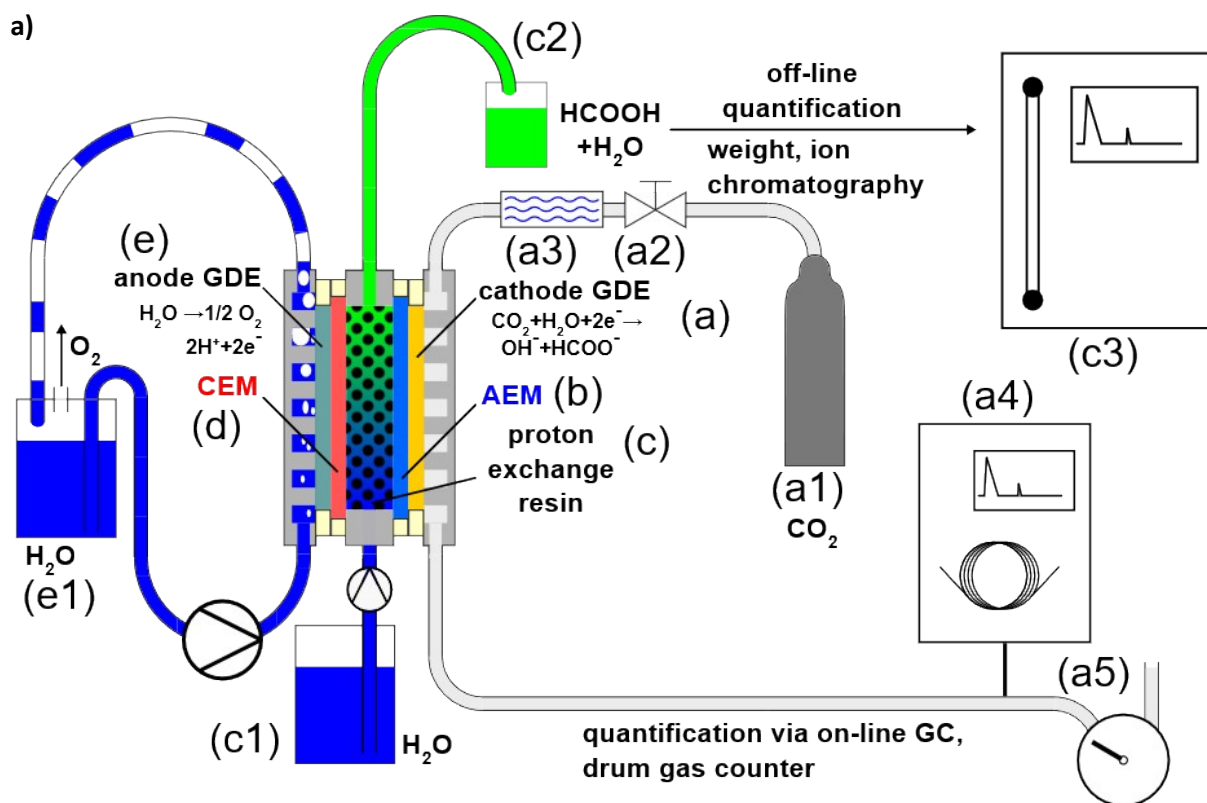 a)
(c2)
HCOOH
+H₂O
off-line
quantification
weight, ion
chromatography
(c3)
(e)
anode GDE
H₂O →1/2 O₂
2H⁺+2e⁻
CEM
(d)
(a3)
(a2)
cathode GDE
CO₂+H₂O+2e⁻→
OH⁻+HCOO⁻
(a)
AEM
(b)
proton
exchange
resin
(c)
(a1)
CO₂
(a4)
O₂
H₂O
(e1)
(c1)
H₂O
quantification via on-line GC,
drum gas counter
(a5)